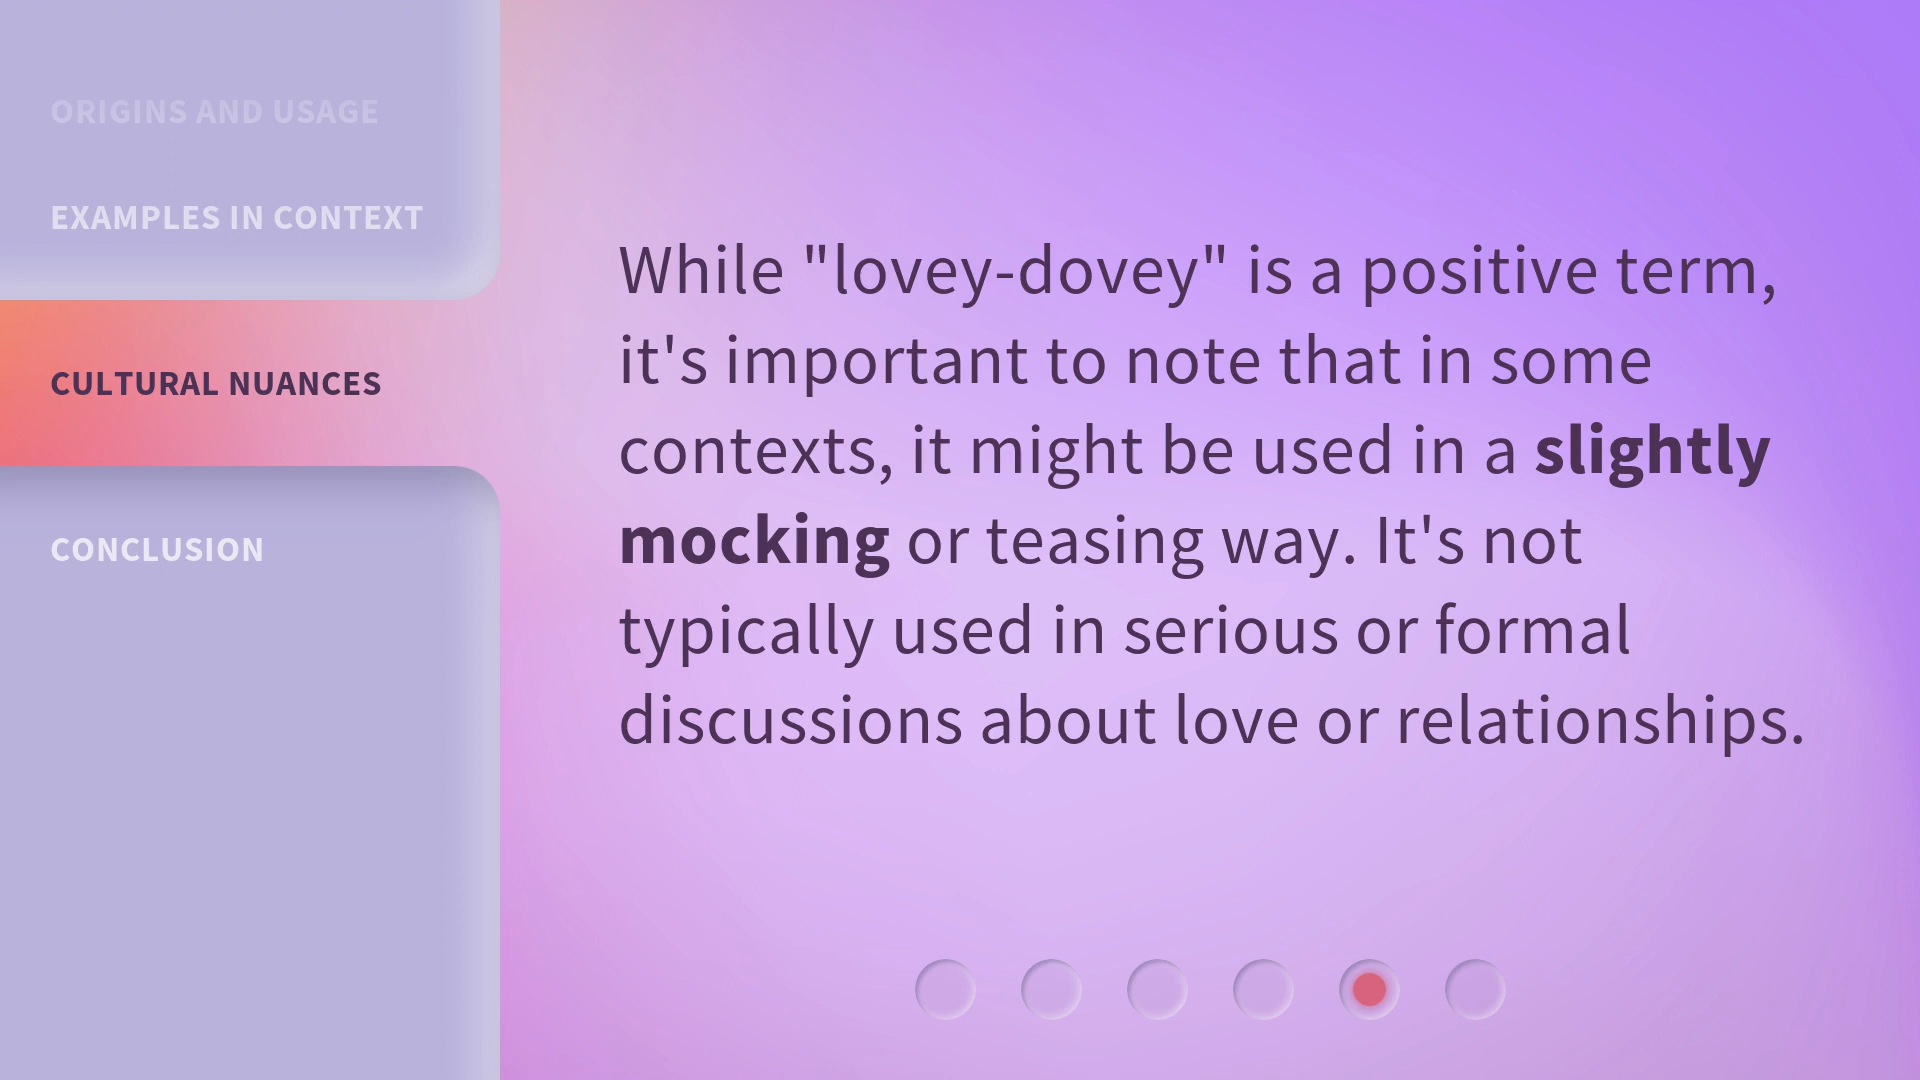 ORIGINS AND USAGE
EXAMPLES IN CONTEXT
CULTURAL NUANCES
CONCLUSION
While "lovey-dovey" is a positive term,
it's important to note that in some
contexts, it might be used in a slightly
mocking or teasing way. It's not
typically used in serious or formal
discussions about love or relationships.